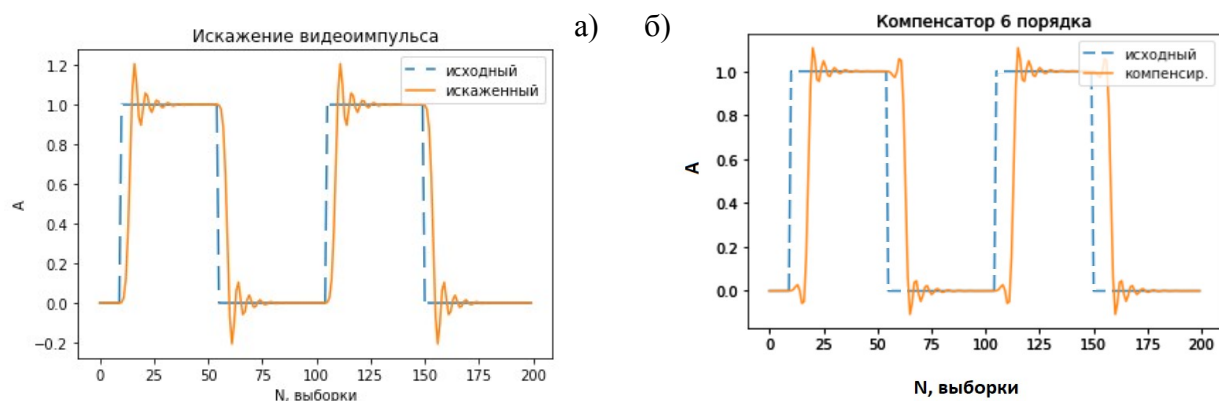 а)
Искажение видеоимпульса
исходный
искаженный
1.2
1.0
0.8
0.6
0.4
0.2
0.0
−0.2
A
0 25 50 75 100 125 150 175 200
N, выборки
б)
Компенсатор 6 порядка
исходный
компенсир.
1.0
0.8
0.6
0.4
0.2
0.0
A
0 25 50 75 100 125 150 175 200
N, выборки